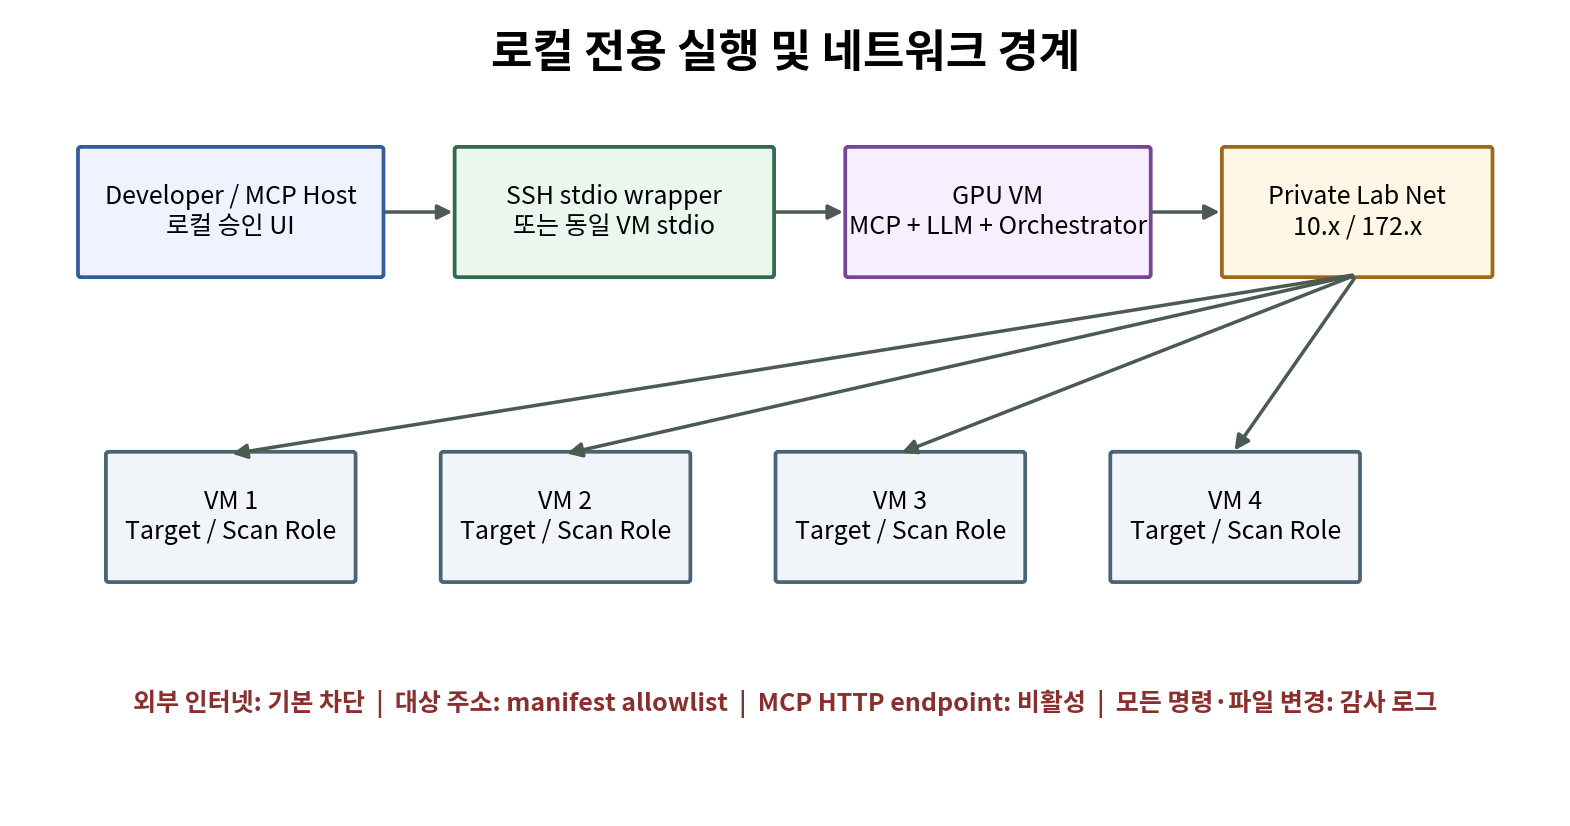 로컬 전용 실행 및 네트워크 경계
Developer / MCP Host
로컬 승인 UI
SSH stdio wrapper
또는 동일 VM stdio
GPU VM
MCP + LLM + Orchestrator
Private Lab Net
10.x / 172.x
VM 1
Target / Scan Role
VM 2
Target / Scan Role
VM 3
Target / Scan Role
VM 4
Target / Scan Role
외부 인터넷: 기본 차단 | 대상 주소: manifest allowlist | MCP HTTP endpoint: 비활성 | 모든 명령·파일 변경: 감사 로그